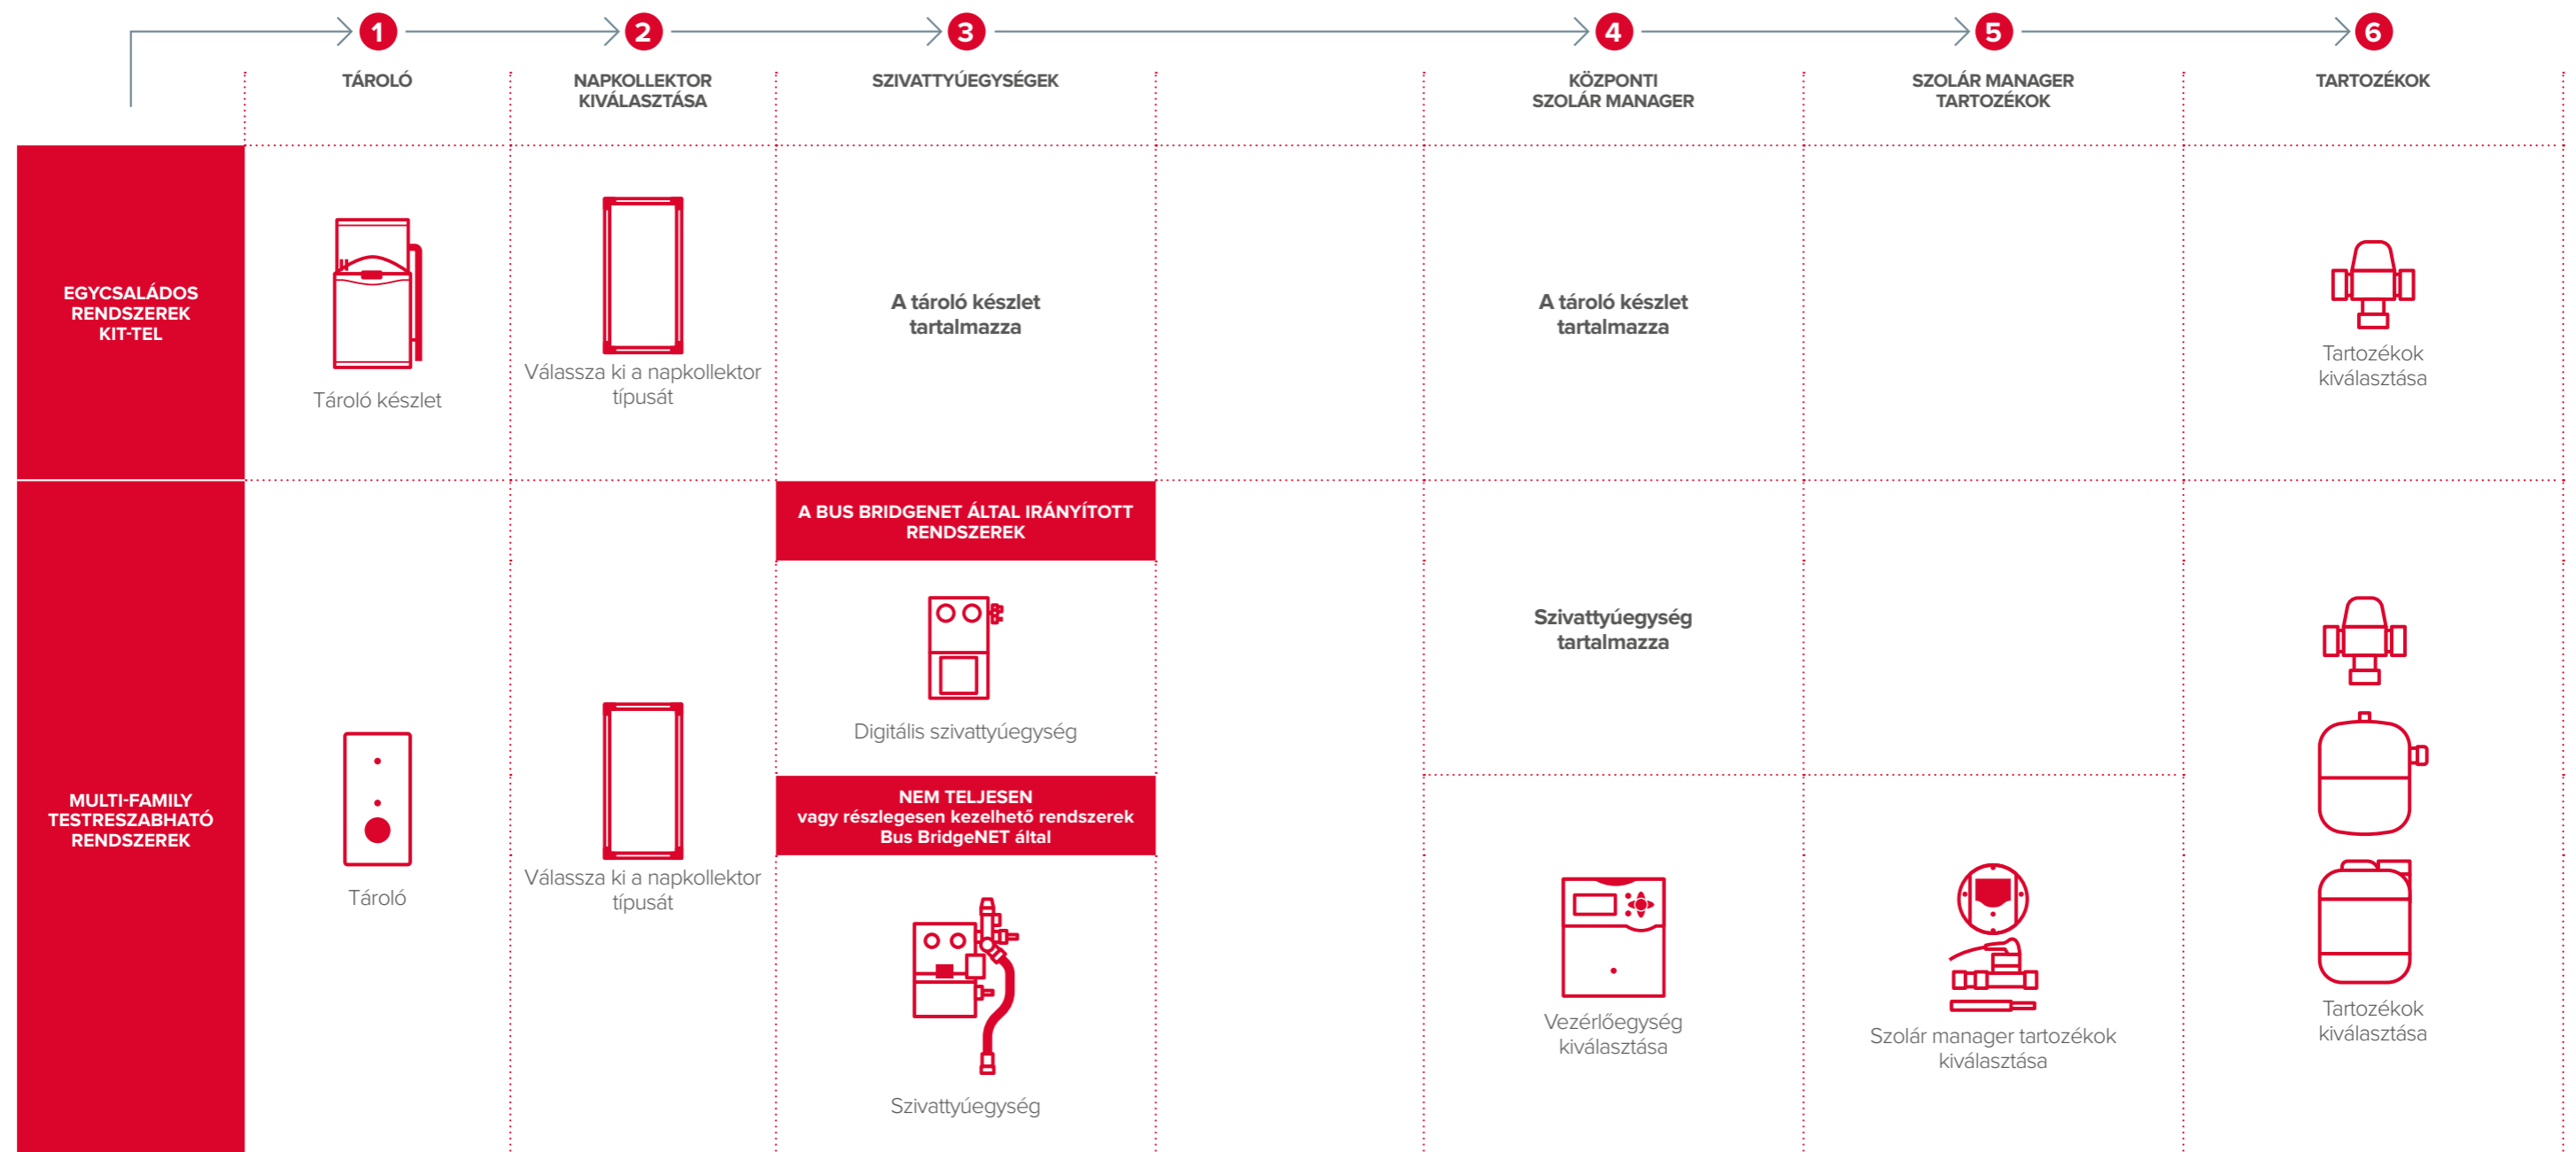 1
2
3
4
5
6
TÁROLÓ
NAPKOLLEKTOR
KIVÁLASZTÁSA
SZIVATTYÚEGYSÉGEK
KÖZPONTI
SZOLÁR MANAGER
SZOLÁR MANAGER
TARTOZÉKOK
TARTOZÉKOK
EGYCSALÁDOS
RENDSZEREK
KIT-TEL
Tároló készlet
Válassza ki a napkollektor
típusát
A tároló készlet
tartalmazza
A tároló készlet
tartalmazza
Tartozékok
kiválasztása
MULTI-FAMILY
TESTRESZABHATÓ
RENDSZEREK
Tároló
Válassza ki a napkollektor
típusát
A BUS BRIDGENET ÁLTAL IRÁNYÍTOTT
RENDSZEREK
Digitális szivattyúegység
Szivattyúegység
tartalmazza
NEM TELJESEN
vagy részlegesen kezelhető rendszerek
Bus BridgeNET által
Szivattyúegység
Vezérlőegység
kiválasztása
Szolár manager tartozékok
kiválasztása
Tartozékok
kiválasztása